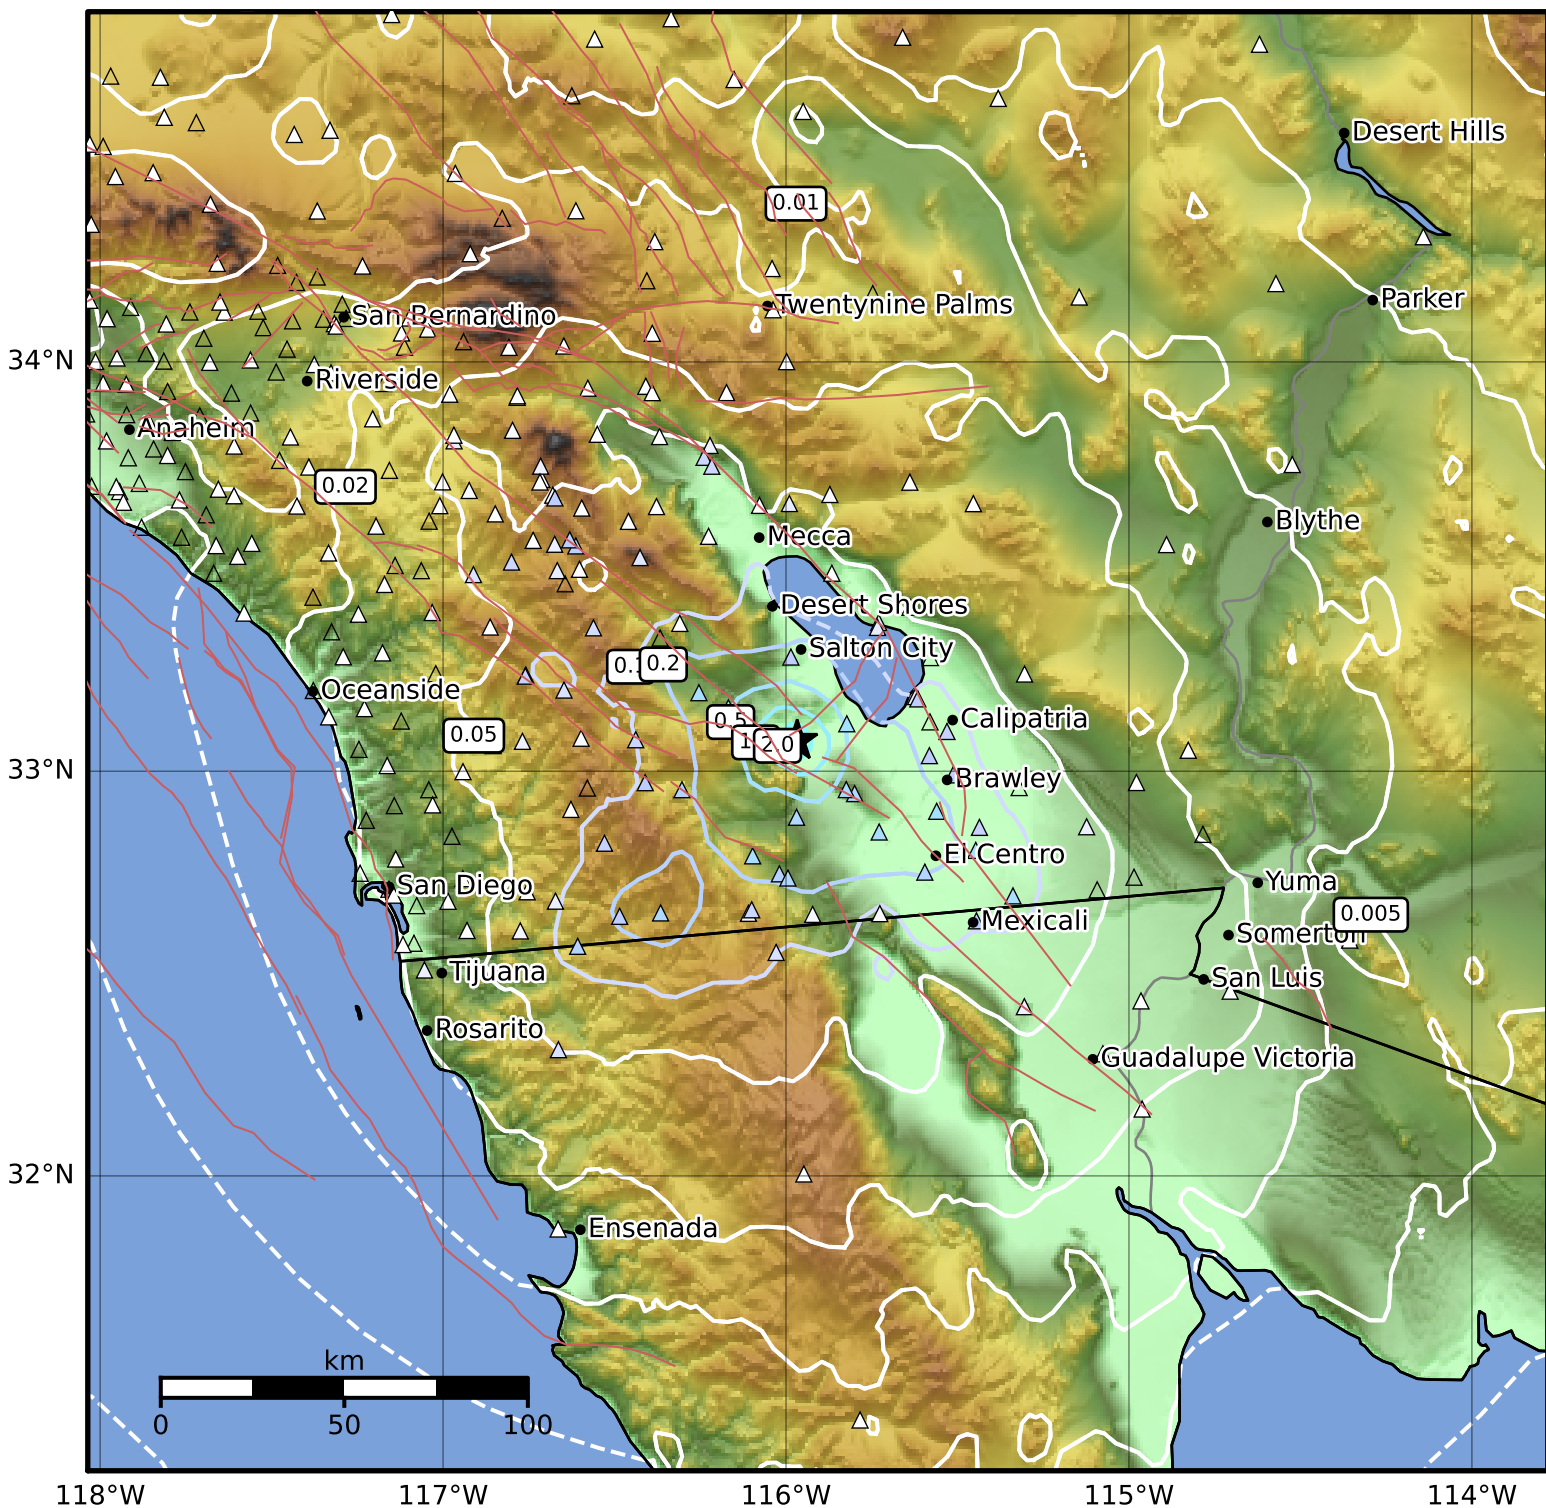 Desert Hills
0.01
Parker
Twentynine Palms
San Bernardino
34°N
Riverside
Anaheim
0.02
Blythe
Mecca
Desert Shores
Salton City
0.2
Oceanside
0.5
Calipatria
0.05
2.0
33°N
Brawley
El Centro
Yuma
San Diego
0.005
Mexicali
Somerton
San Luis
Tijuana
Rosarito
Guadalupe Victoria
32°N
Ensenada
km
0 50 100
118°W 117°W 116°W 115°W 114°W